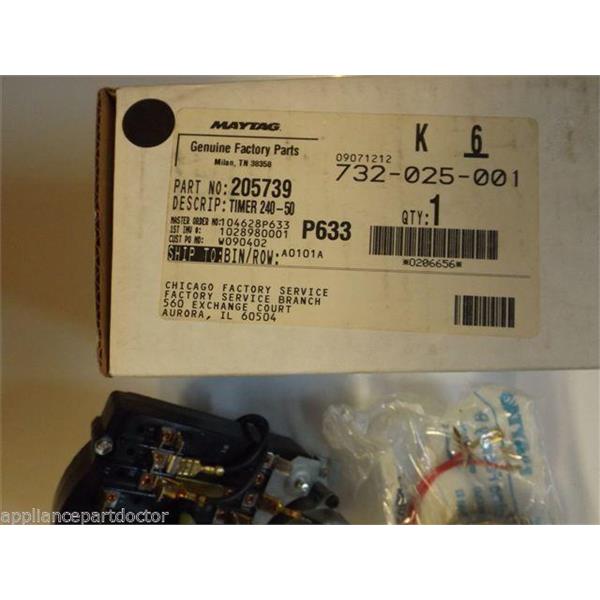 MAYTAG
Genuine Factory Parts
Milan, TN 38358
K 6
09071212
732-025-001
PART NO: 205739
DESCRIP: TIMER 240-50
MASTER ORDER NO: 104628P633
1ST INV #: 1028980001
CUST PO NO: W090402
P633
QTY: 1
SHIP TO: BIN/ROW: A0101A
*0206656*
CHICAGO FACTORY SERVICE
FACTORY SERVICE BRANCH
560 EXCHANGE COURT
AURORA, IL 60504
MAYTAG
appliancepartdoctor